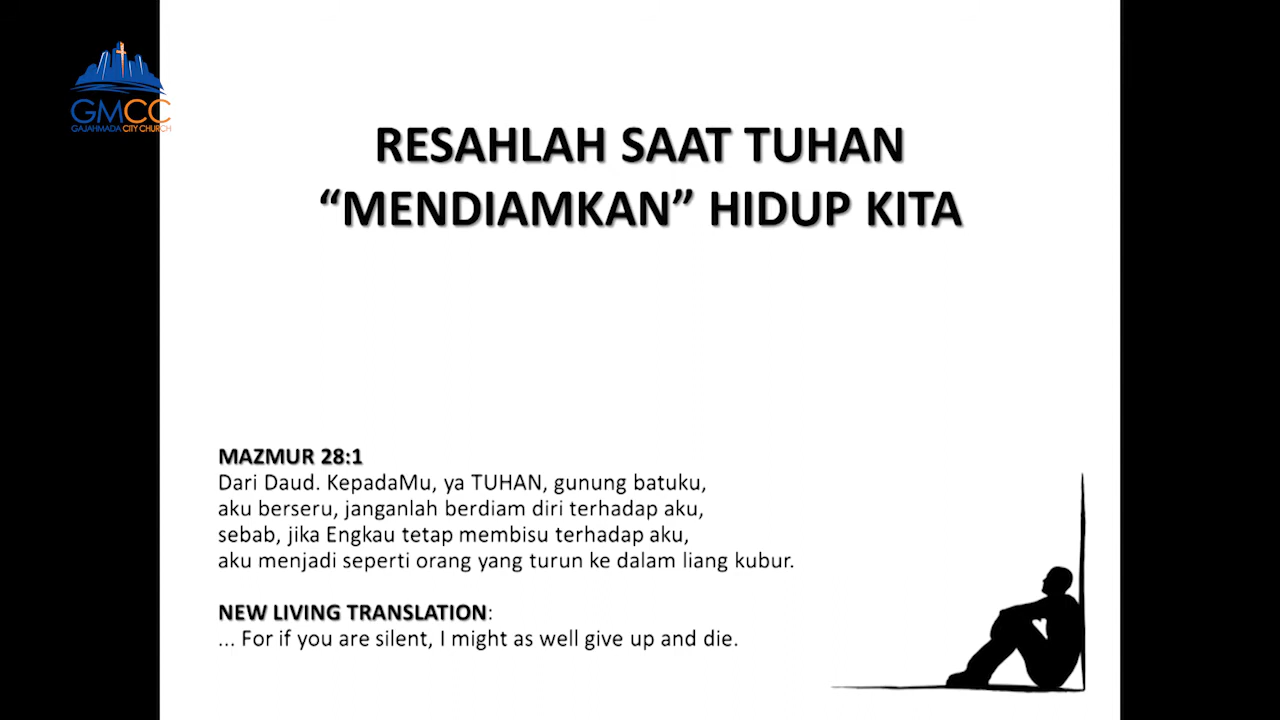 GMCC
GAJAHMADA CITY CHURCH
RESAHLAH SAAT TUHAN
“MENDIAMKAN” HIDUP KITA
MAZMUR 28:1
Dari Daud. KepadaMu, ya TUHAN, gunung batuku,
aku berseru, janganlah berdiam diri terhadap aku,
sebab, jika Engkau tetap membisu terhadap aku,
aku menjadi seperti orang yang turun ke dalam liang kubur.
NEW LIVING TRANSLATION:
... For if you are silent, I might as well give up and die.